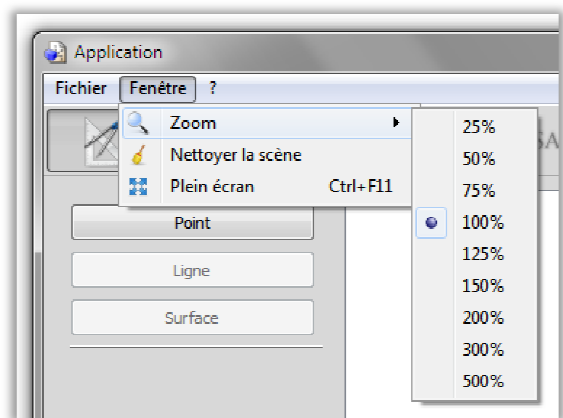 Application
Fichier Fenêtre ?
Zoom
Nettoyer la scène
Plein écran Ctrl+F11
25%
50%
75%
100%
125%
150%
200%
300%
500%
Point
Ligne
Surface